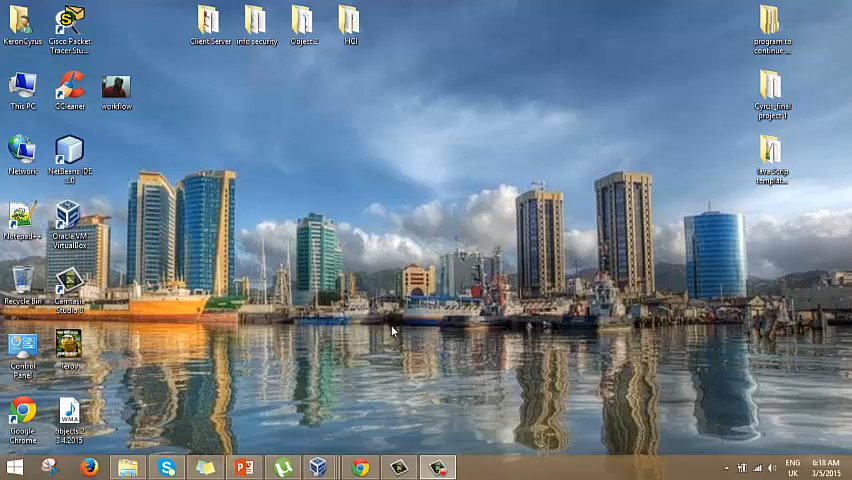 KeronCyrus
Cisco Packet
Tracer Stu...
Client Server
info security
Object 2
HCI
program to
continue ...
This PC
CCleaner
workflow
Cyrus_final
project 1
Network
NetBeans IDE
8.0
Java Scrip
templat...
Notepad++
Oracle VM
VirtualBox
Recycle Bin
Camtasia
Studio 8
Control
Panel
leroy
Google
Chrome
objects 2
3.4.2015
ENG
UK
6:18 AM
3/5/2015